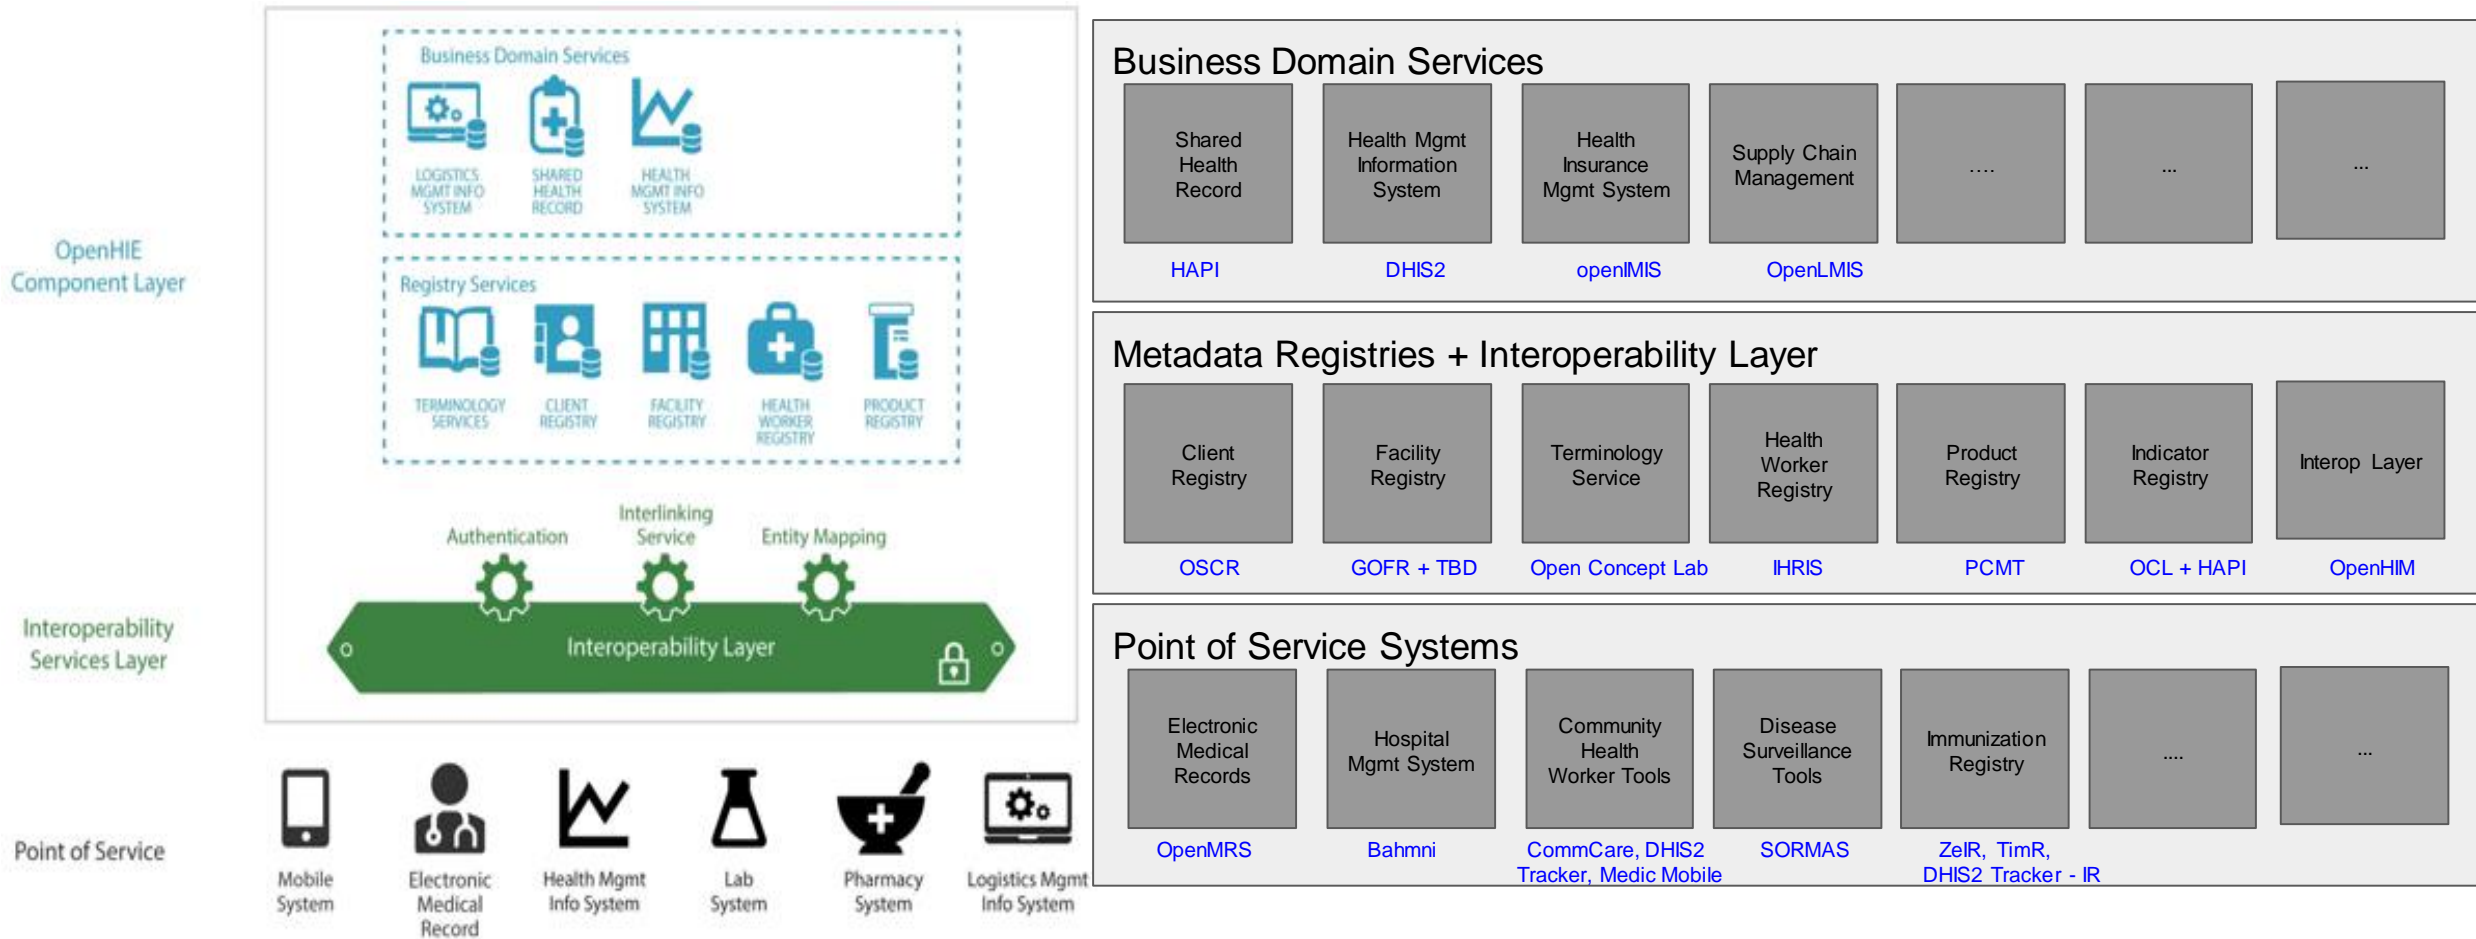 Business Domain Services
LOGISTICS
MGMT INFO
SYSTEM
SHARED
HEALTH
RECORD
HEALTH
MGMT INFO
SYSTEM
OpenHIE
Component Layer
Registry Services
TERMINOLOGY
SERVICES
CLIENT
REGISTRY
FACILITY
REGISTRY
HEALTH
WORKER
REGISTRY
PRODUCT
REGISTRY
Authentication
Interlinking
Service
Entity Mapping
Interoperability
Services Layer
Interoperability Layer
Point of Service
Mobile
System
Electronic
Medical
Record
Health Mgmt
Info System
Lab
System
Pharmacy
System
Logistics Mgmt
Info System
Business Domain Services
Shared
Health
Record
Health Mgmt
Information
System
Health
Insurance
Mgmt System
Supply Chain
Management
....
...
...
HAPI
DHIS2
openIMIS
OpenLMIS
Metadata Registries + Interoperability Layer
Client
Registry
Facility
Registry
Terminology
Service
Health
Worker
Registry
Product
Registry
Indicator
Registry
Interop Layer
OSCR
GOFR + TBD
Open Concept Lab
IHRIS
PCMT
OCL + HAPI
OpenHIM
Point of Service Systems
Electronic
Medical
Records
Hospital
Mgmt System
Community
Health
Worker Tools
Disease
Surveillance
Tools
Immunization
Registry
....
...
OpenMRS
Bahmni
CommCare, DHIS2
Tracker, Medic Mobile
SORMAS
ZeIR, TimR,
DHIS2 Tracker - IR